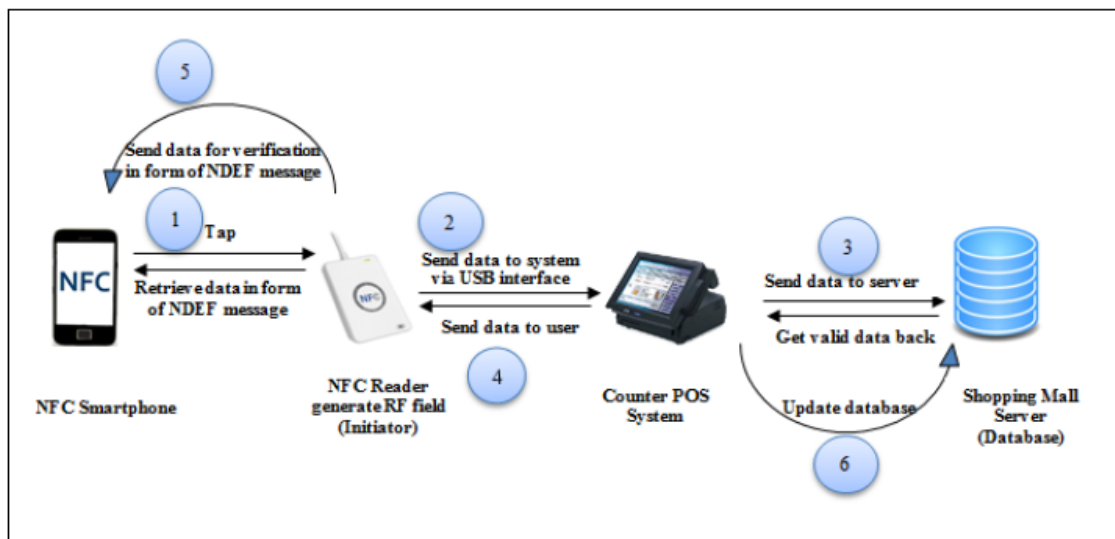 5
Send data for verification
in form of NDEF message
1
Tap
Retrieve data in form
of NDEF message
NFC
NFC Smartphone
NFC
NFC Reader
generate RF field
(Initiator)
2
Send data to system
via USB interface
Send data to user
4
Counter POS
System
3
Send data to server
Get valid data back
Update database
6
Shopping Mall
Server
(Database)